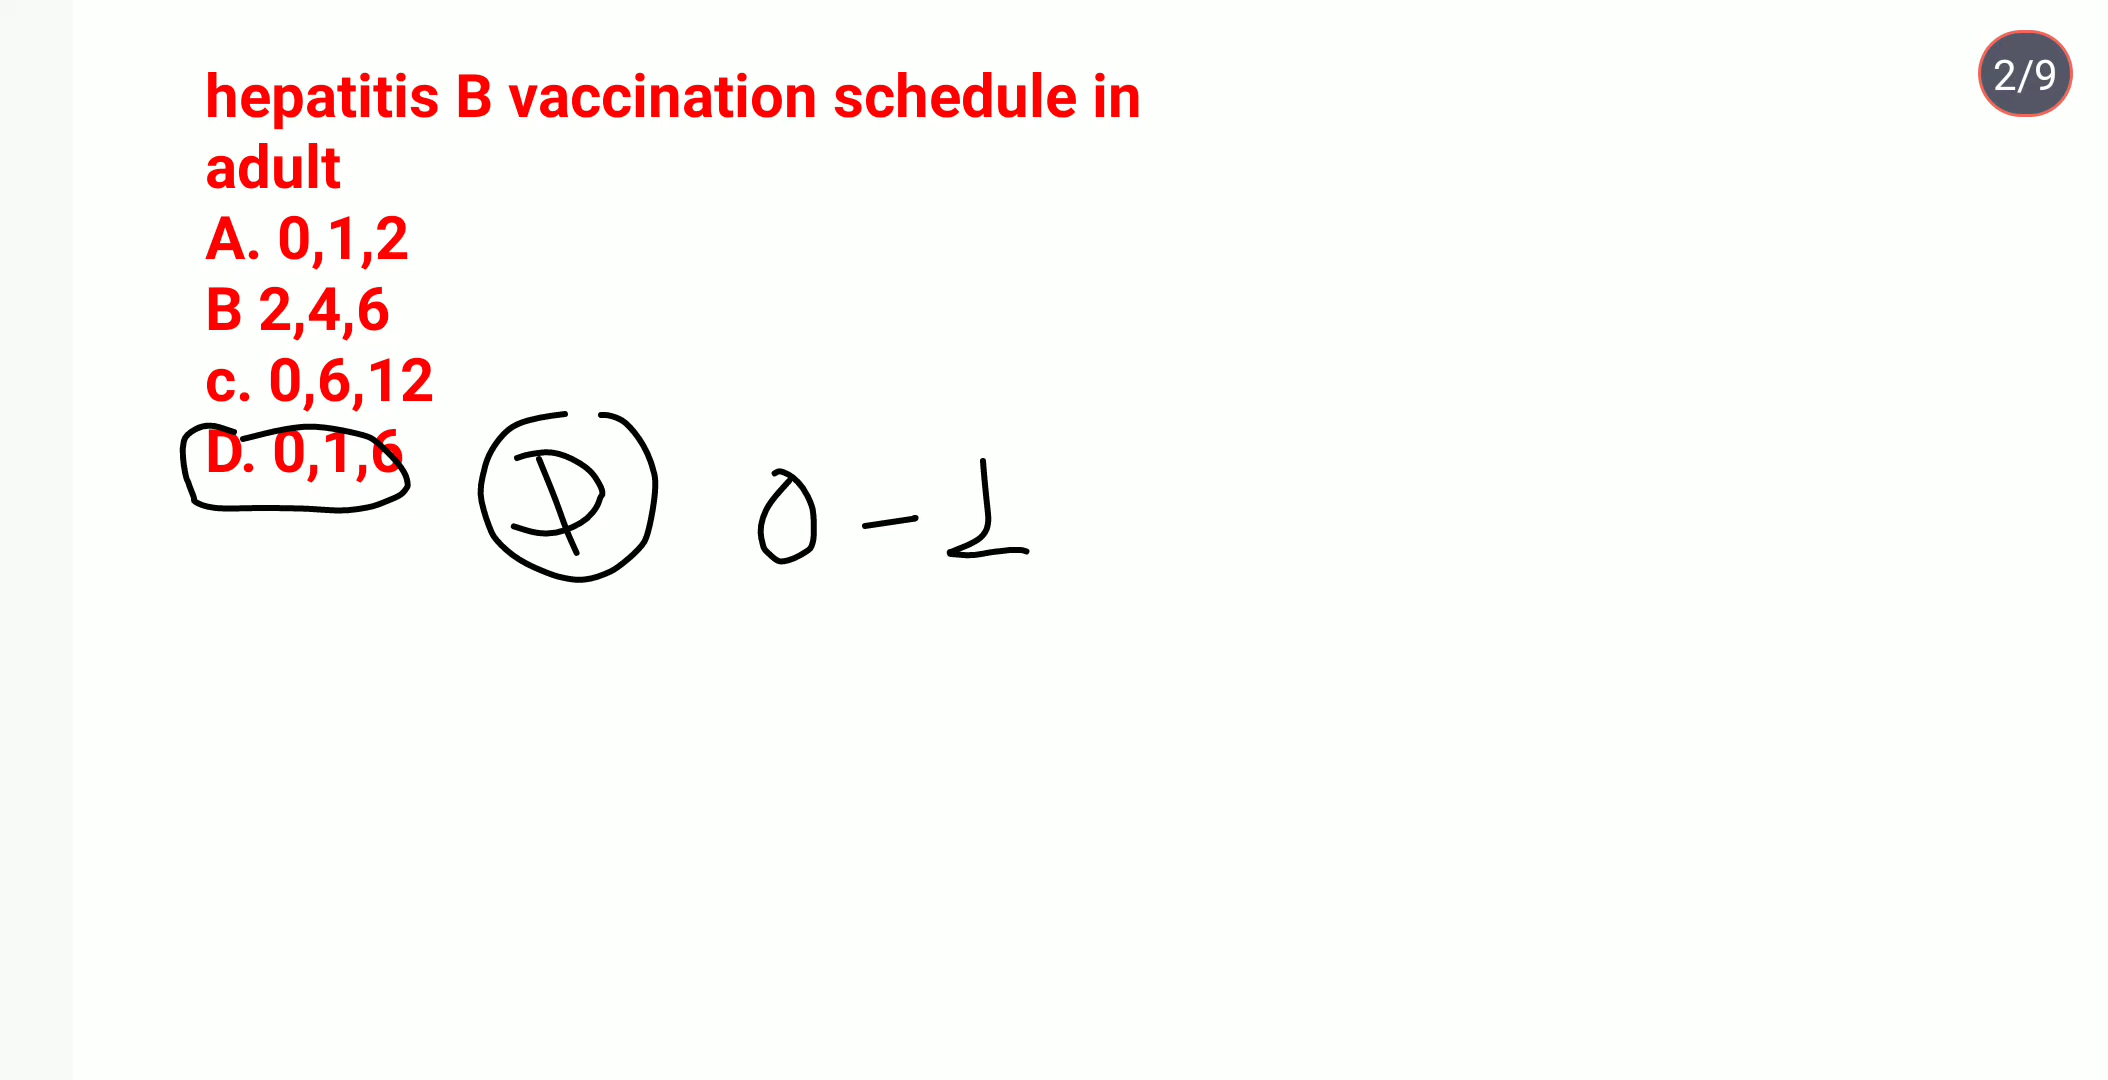 2/9
hepatitis B vaccination schedule in
adult
A. 0,1,2
B 2,4,6
c. 0,6,12
D. 0,1,6
D 0 - 1